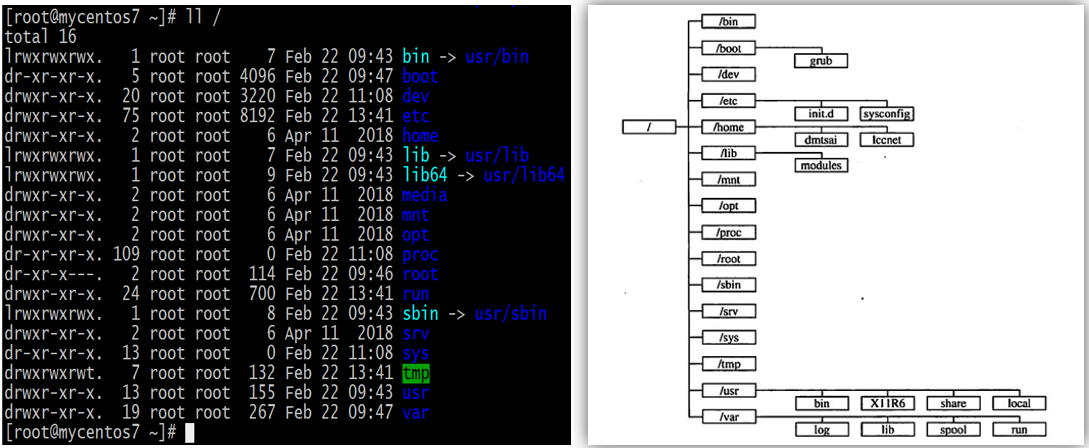 [root@mycentos7 ~]# ll /
total 16
lrwxrwxrwx. 1 root root 7 Feb 22 09:43 bin -> usr/bin
dr-xr-xr-x. 5 root root 4096 Feb 22 09:47 boot
drwxr-xr-x. 20 root root 3220 Feb 22 11:08 dev
drwxr-xr-x. 75 root root 8192 Feb 22 13:41 etc
drwxr-xr-x. 2 root root 6 Apr 11 2018 home
lrwxrwxrwx. 1 root root 7 Feb 22 09:43 lib -> usr/lib
lrwxrwxrwx. 1 root root 9 Feb 22 09:43 lib64 -> usr/lib64
drwxr-xr-x. 2 root root 6 Apr 11 2018 media
drwxr-xr-x. 2 root root 6 Apr 11 2018 mnt
drwxr-xr-x. 2 root root 6 Apr 11 2018 opt
dr-xr-xr-x. 109 root root 0 Feb 22 11:08 proc
dr-xr-x---. 2 root root 114 Feb 22 09:46 root
drwxr-xr-x. 24 root root 700 Feb 22 13:41 run
lrwxrwxrwx. 1 root root 8 Feb 22 09:43 sbin -> usr/sbin
drwxr-xr-x. 2 root root 6 Apr 11 2018 srv
dr-xr-xr-x. 13 root root 0 Feb 22 11:08 sys
drwxrwxrwt. 7 root root 132 Feb 22 13:41 tmp
drwxr-xr-x. 13 root root 155 Feb 22 09:43 usr
drwxr-xr-x. 19 root root 267 Feb 22 09:47 var
[root@mycentos7 ~]#
/
/bin
/boot
grub
/dev
/etc
init.d sysconfig
/home
dmtsai lccnet
/lib
modules
/mnt
/opt
/proc
/root
/sbin
/srv
/sys
/tmp
/usr
bin X11R6 share local
/var
log lib spool run